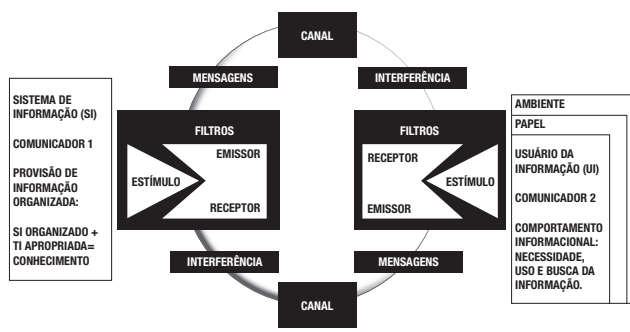 CANAL
MENSAGENS
INTERFERÊNCIA
SISTEMA DE
INFORMAÇÃO (SI)
COMUNICADOR 1
PROVISÃO DE
INFORMAÇÃO
ORGANIZADA:
SI ORGANIZADO +
TI APROPRIADA=
CONHECIMENTO
FILTROS
EMISSOR
ESTÍMULO
RECEPTOR
FILTROS
RECEPTOR
ESTÍMULO
EMISSOR
AMBIENTE
PAPEL
USUÁRIO DA
INFORMAÇÃO (UI)
COMUNICADOR 2
COMPORTAMENTO
INFORMACIONAL:
NECESSIDADE,
USO E BUSCA DA
INFORMAÇÃO.
INTERFERÊNCIA
MENSAGENS
CANAL